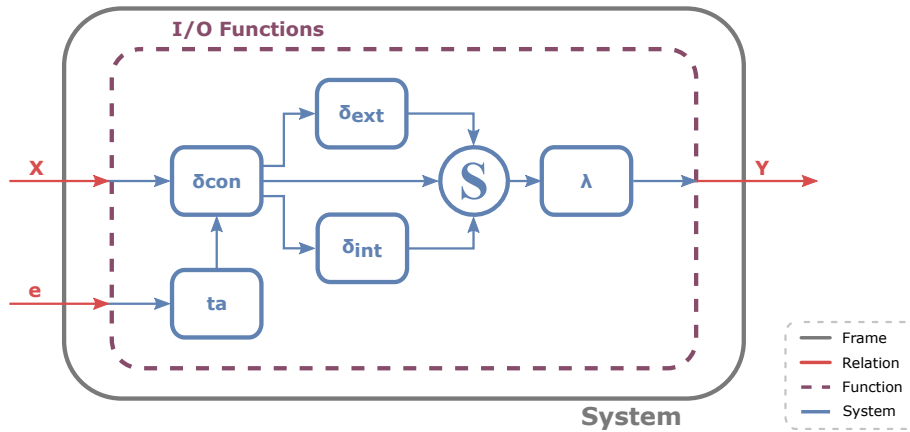 I/O Functions
δext
X
δcon
S
λ
Y
δint
e
ta
System
Frame
Relation
Function
System